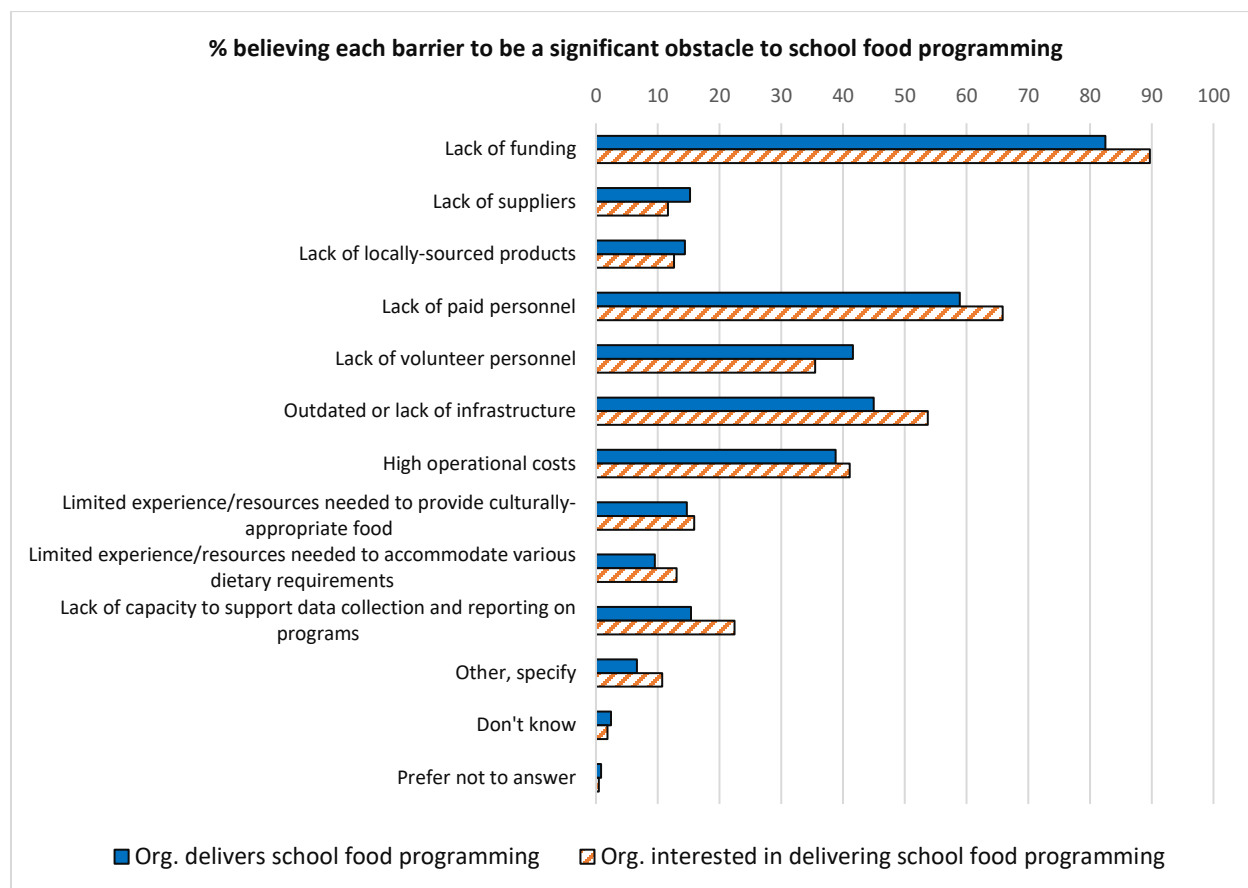 % believing each barrier to be a significant obstacle to school food programming
0 10 20 30 40 50 60 70 80 90 100
Lack of funding
Lack of suppliers
Lack of locally-sourced products
Lack of paid personnel
Lack of volunteer personnel
Outdated or lack of infrastructure
High operational costs
Limited experience/resources needed to provide culturally-
appropriate food
Limited experience/resources needed to accommodate various
dietary requirements
Lack of capacity to support data collection and reporting on
programs
Other, specify
Don't know
Prefer not to answer
Org. delivers school food programming Org. interested in delivering school food programming